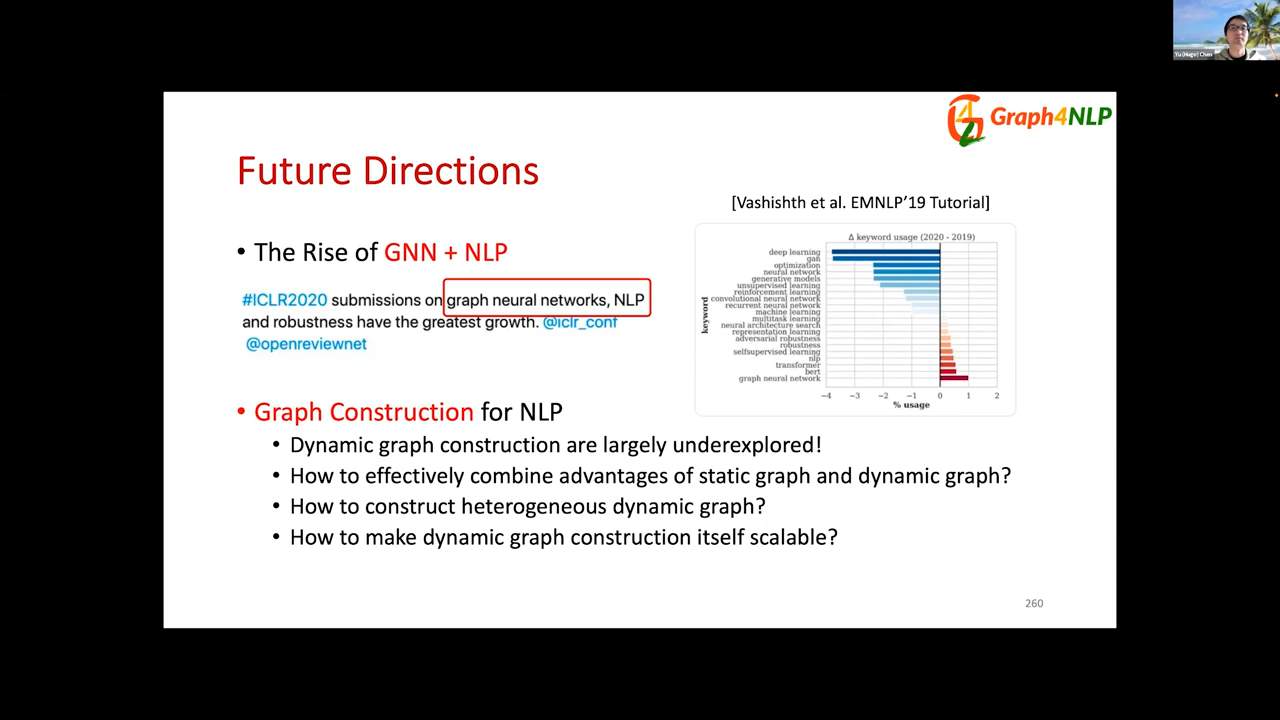 Yu (Hugo) Chen
Graph4NLP
Future Directions
[Vashishth et al. EMNLP'19 Tutorial]
• The Rise of GNN + NLP
#ICLR2020 submissions on graph neural networks, NLP
and robustness have the greatest growth. @iclr_conf
@openreviewnet
Δ keyword usage (2020 - 2019)
keyword
deep learning
gan
optimization
neural network
generative models
unsupervised learning
reinforcement learning
convolutional neural network
recurrent neural network
machine learning
multitask learning
neural architecture search
representation learning
adversarial robustness
robustness
selfsupervised learning
nlp
transformer
bert
graph neural network
−4 −3 −2 −1 0 1 2
% usage
• Graph Construction for NLP
• Dynamic graph construction are largely underexplored!
• How to effectively combine advantages of static graph and dynamic graph?
• How to construct heterogeneous dynamic graph?
• How to make dynamic graph construction itself scalable?
260